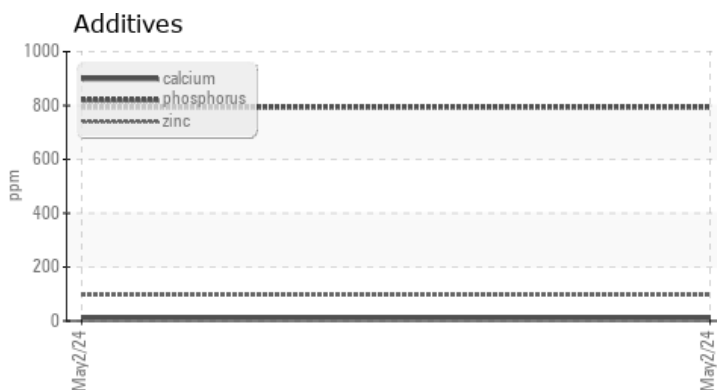 Additives
1000
800
600
400
200
0
ppm
calcium
phosphorus
zinc
May2/24
May2/24